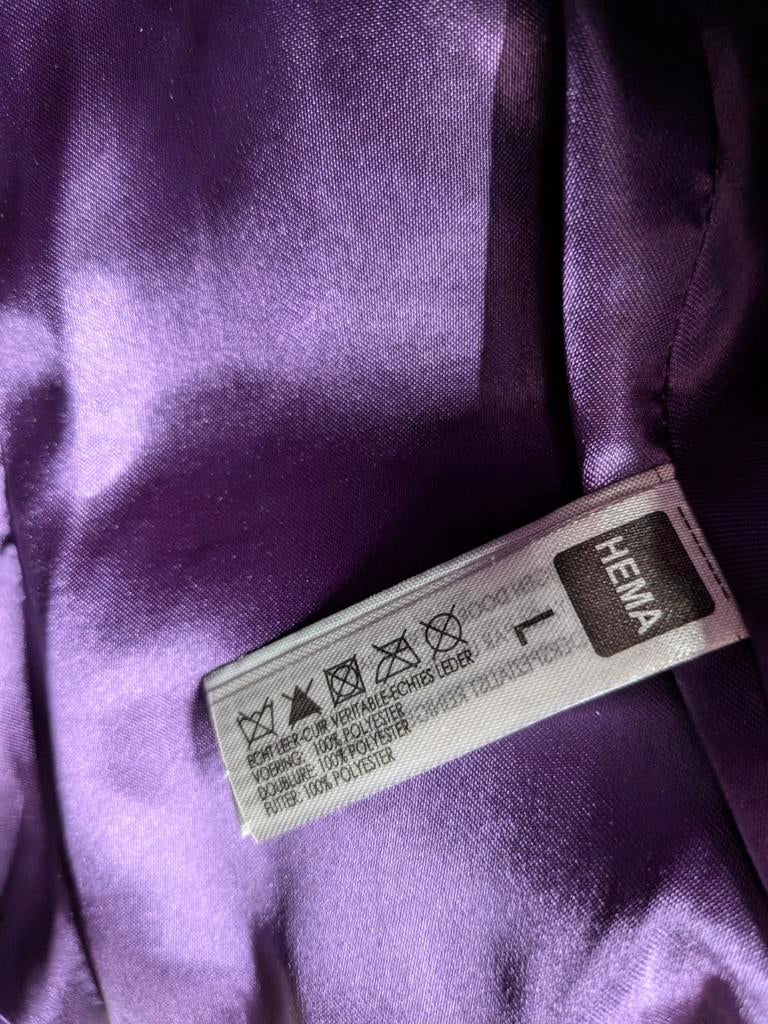 HEMA
L
ECHT LEER-CUIR VERITABLE-ECHTES LEDER
VOERING: 100% POLYESTER
DOUBLURE: 100% POLYESTER
FUTTER: 100% POLYESTER